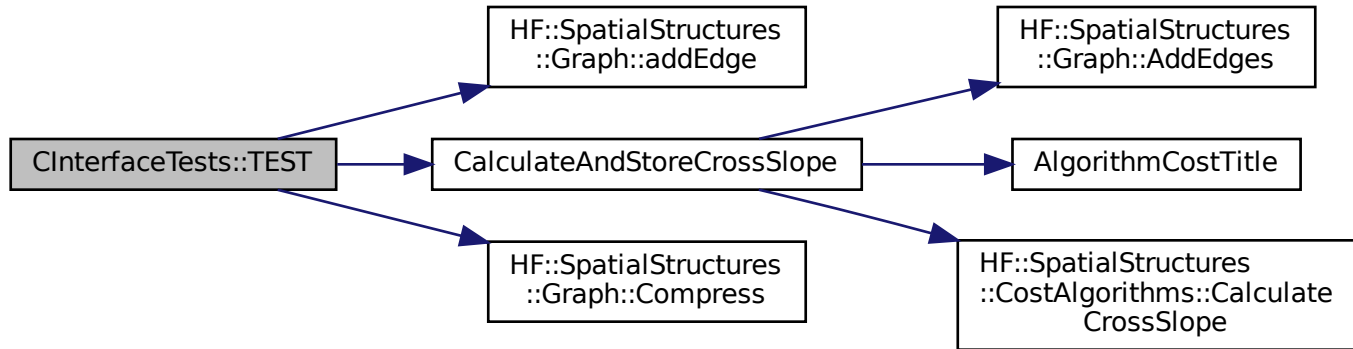 HF::SpatialStructures
::Graph::addEdge
HF::SpatialStructures
::Graph::AddEdges
CInterfaceTests::TEST
CalculateAndStoreCrossSlope
AlgorithmCostTitle
HF::SpatialStructures
::Graph::Compress
HF::SpatialStructures
::CostAlgorithms::Calculate
CrossSlope